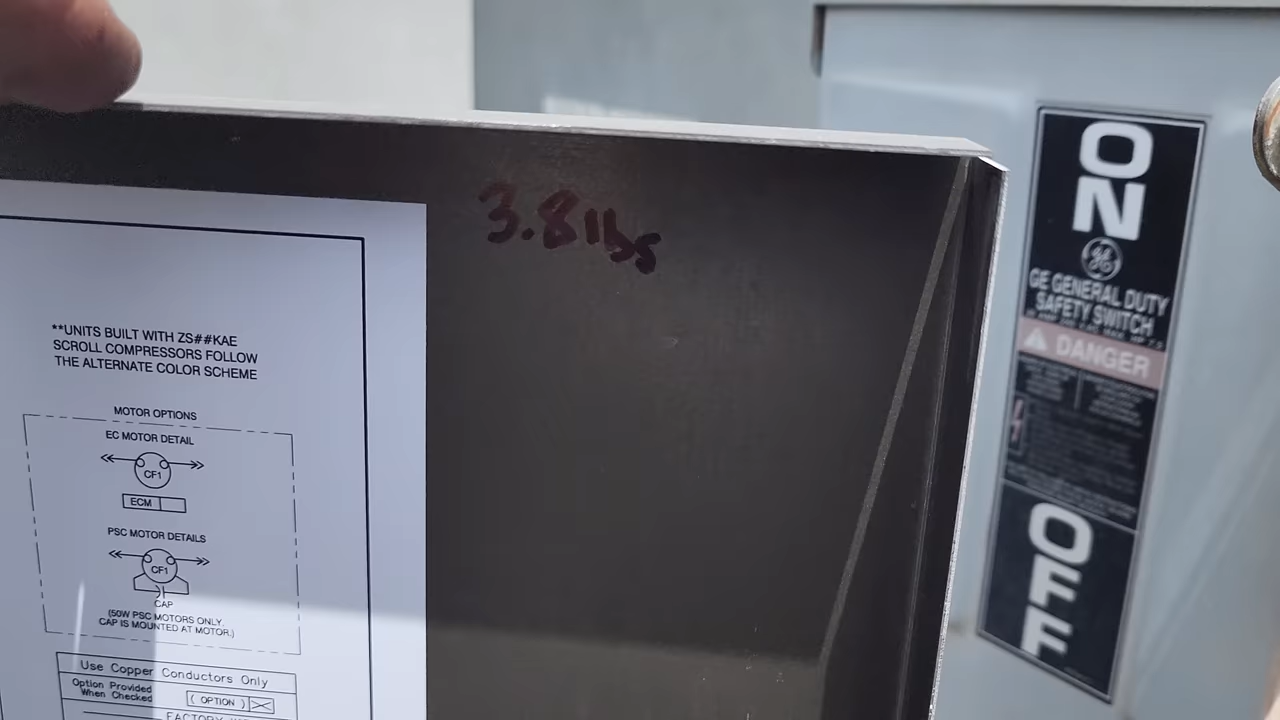 3.8lbs
**UNITS BUILT WITH ZS##KAE
SCROLL COMPRESSORS FOLLOW
THE ALTERNATE COLOR SCHEME
MOTOR OPTIONS
EC MOTOR DETAIL
CF1
ECM
PSC MOTOR DETAILS
CF1
CAP
(50W PSC MOTORS ONLY.
CAP IS MOUNTED AT MOTOR.)
Use Copper Conductors Only
Option Provided
When Checked
( OPTION )
FACTORY
ON
GE
GE GENERAL DUTY
SAFETY SWITCH
DANGER
OFF